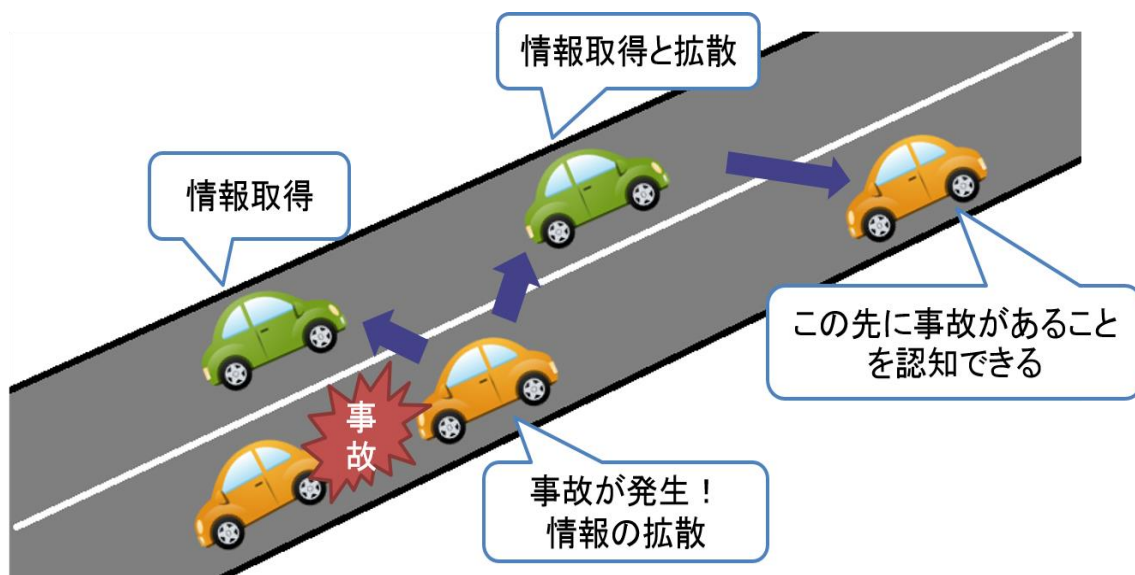 情報取得と拡散
情報取得
この先に事故があること
を認知できる
事
故
事故が発生！
情報の拡散